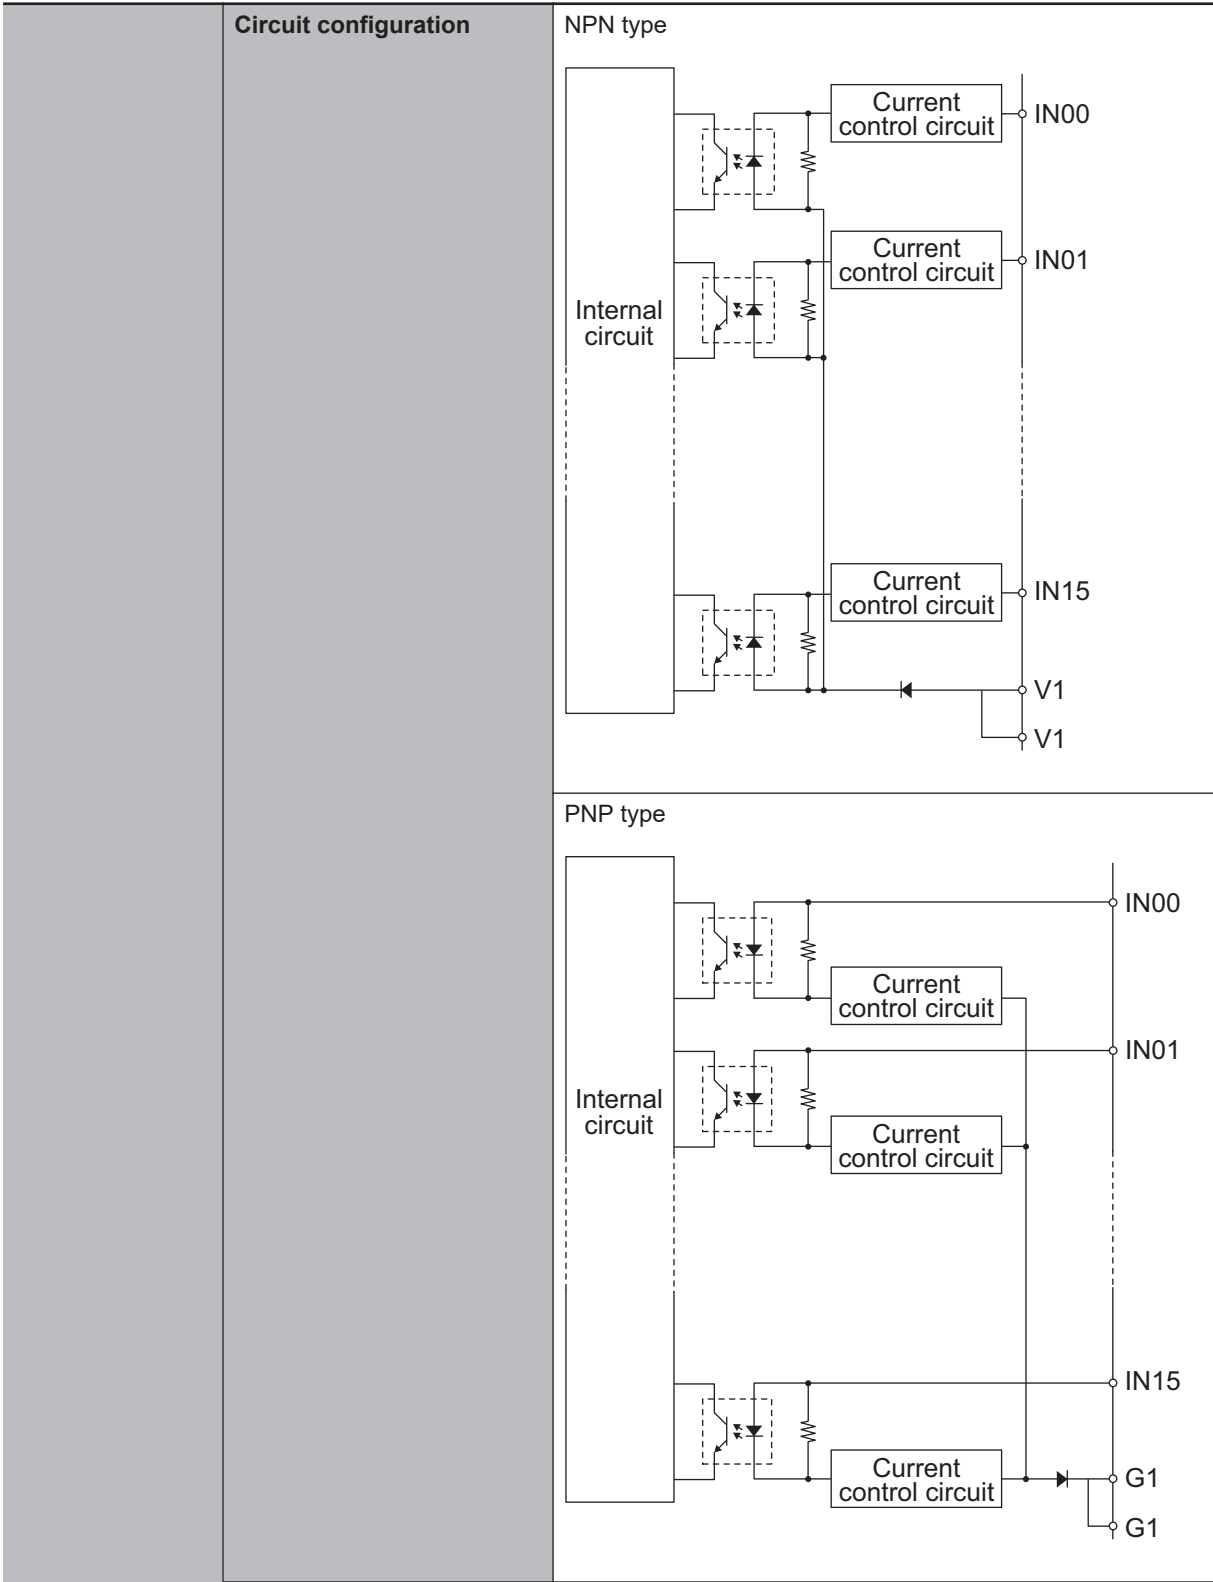 Circuit configuration
NPN type
Current
control circuit
IN00
Current
control circuit
IN01
Internal
circuit
Current
control circuit
IN15
V1
V1
PNP type
IN00
Current
control circuit
IN01
Internal
circuit
Current
control circuit
IN15
Current
control circuit
G1
G1